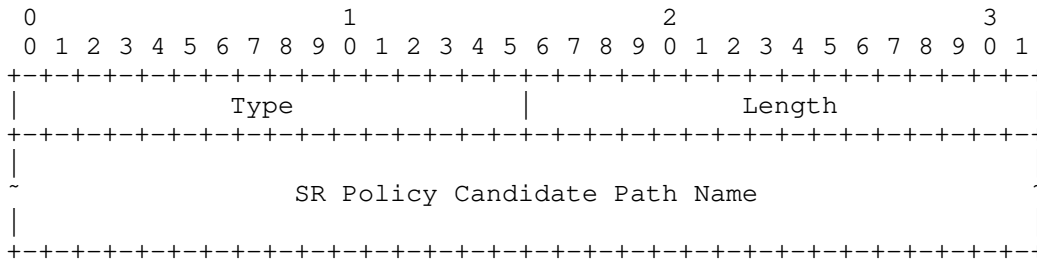 0                   1                   2                   3
 0 1 2 3 4 5 6 7 8 9 0 1 2 3 4 5 6 7 8 9 0 1 2 3 4 5 6 7 8 9 0 1
+-+-+-+-+-+-+-+-+-+-+-+-+-+-+-+-+-+-+-+-+-+-+-+-+-+-+-+-+-+-+-+--
|             Type              |            Length
+-+-+-+-+-+-+-+-+-+-+-+-+-+-+-+-+-+-+-+-+-+-+-+-+-+-+-+-+-+-+-+--
|
~                SR Policy Candidate Path Name                  ~
|
+-+-+-+-+-+-+-+-+-+-+-+-+-+-+-+-+-+-+-+-+-+-+-+-+-+-+-+-+-+-+-+--